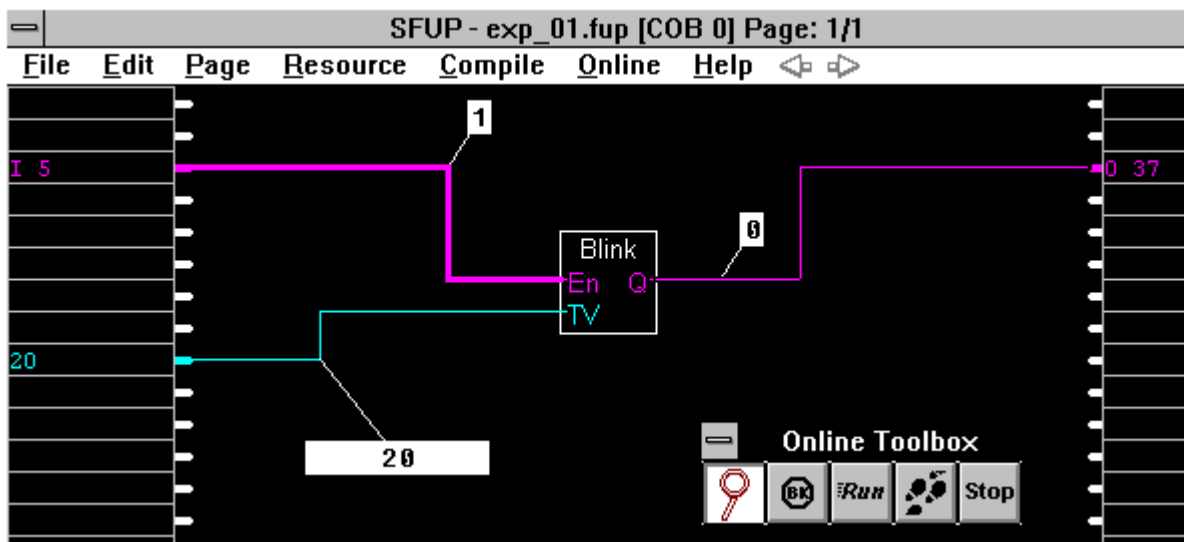 SFUP - exp_01.fup [COB 0] Page: 1/1
File Edit Page Resource Compile Online Help
1
I 5
O 37
0
Blink
En Q
TV
20
20
Online Toolbox
BK Run Stop